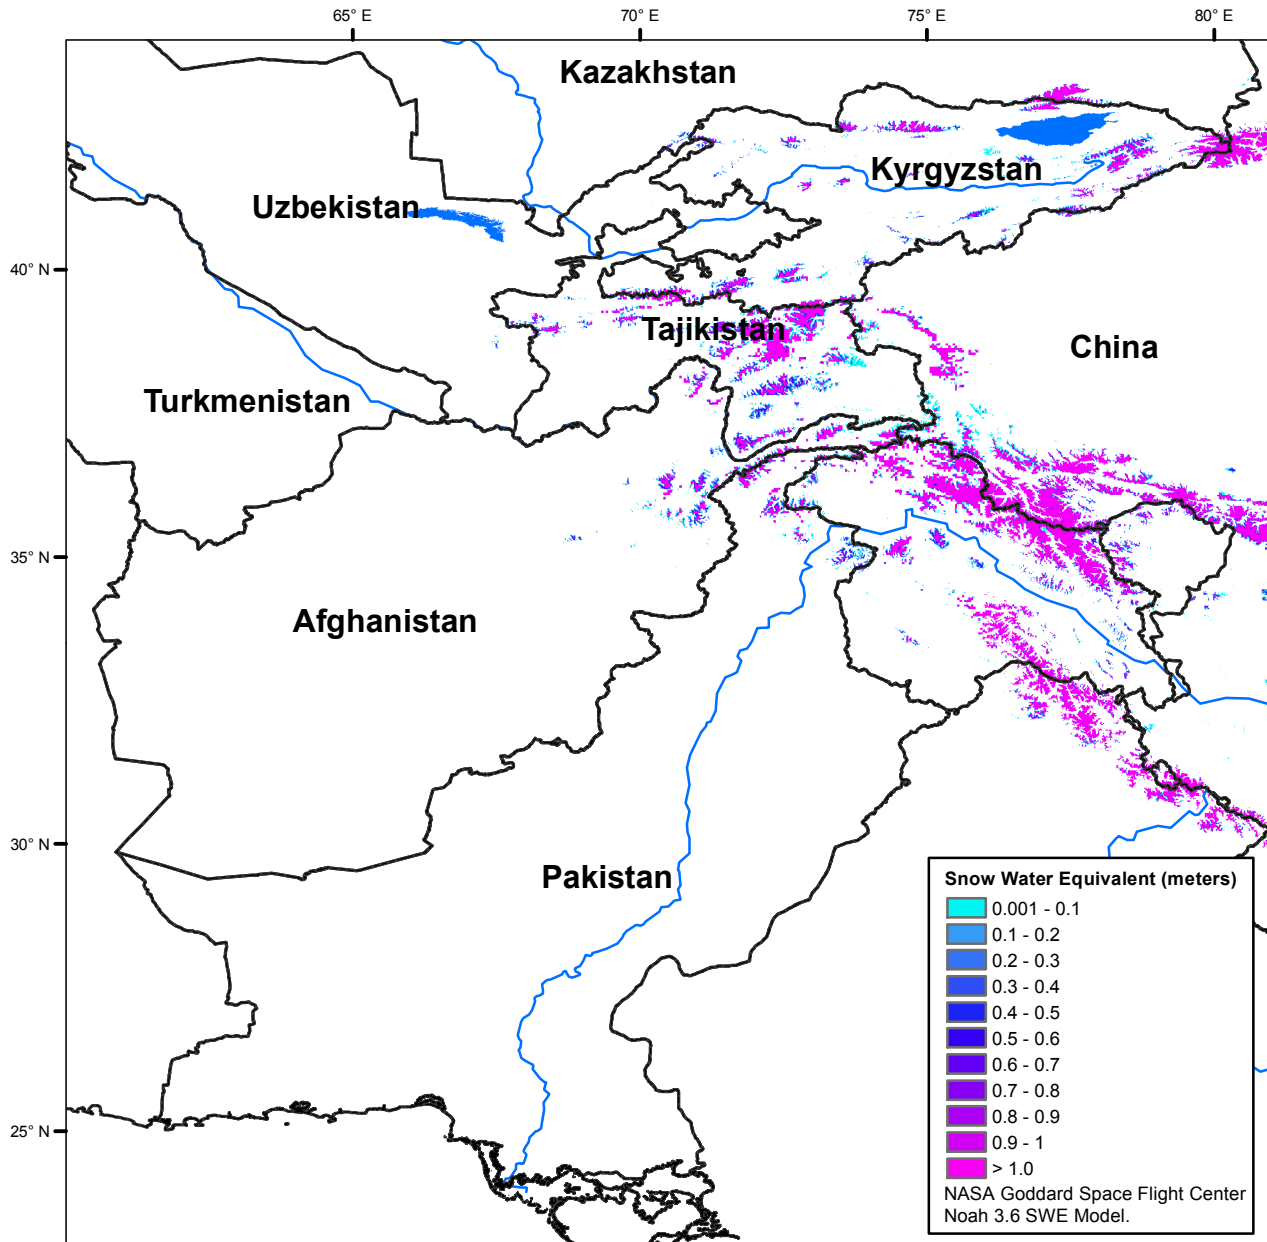 65° E
70° E
75° E
80° E
Kazakhstan
Kyrgyzstan
Uzbekistan
40° N
Tajikistan
China
Turkmenistan
35° N
Afghanistan
30° N
Pakistan
25° N
Snow Water Equivalent (meters)
0.001 - 0.1
0.1 - 0.2
0.2 - 0.3
0.3 - 0.4
0.4 - 0.5
0.5 - 0.6
0.6 - 0.7
0.7 - 0.8
0.8 - 0.9
0.9 - 1
> 1.0
NASA Goddard Space Flight Center
Noah 3.6 SWE Model.